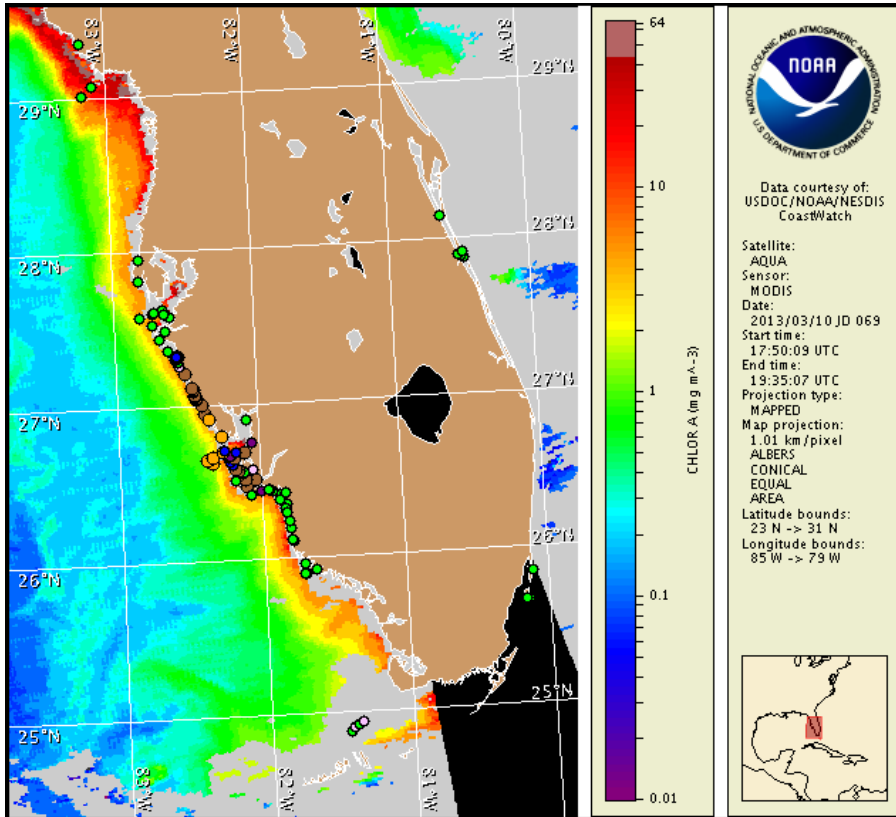 83°W
82°W
81°W
80°W
29°N
29°N
28°N
28°N
27°N
27°N
26°N
26°N
25°N
25°N
83°W
82°W
81°W
64
10
1
0.1
0.01
CHLOR A (mg m^-3)
NATIONAL OCEANIC AND ATMOSPHERIC ADMINISTRATION
NOAA
U.S. DEPARTMENT OF COMMERCE
Data courtesy of:
USDOC/NOAA/NESDIS
CoastWatch
Satellite:
AQUA
Sensor:
MODIS
Date:
2013/03/10 JD 069
Start time:
17:50:09 UTC
End time:
19:35:07 UTC
Projection type:
MAPPED
Map projection:
1.01 km/pixel
ALBERS
CONICAL
EQUAL
AREA
Latitude bounds:
23 N -> 31 N
Longitude bounds:
85 W -> 79 W